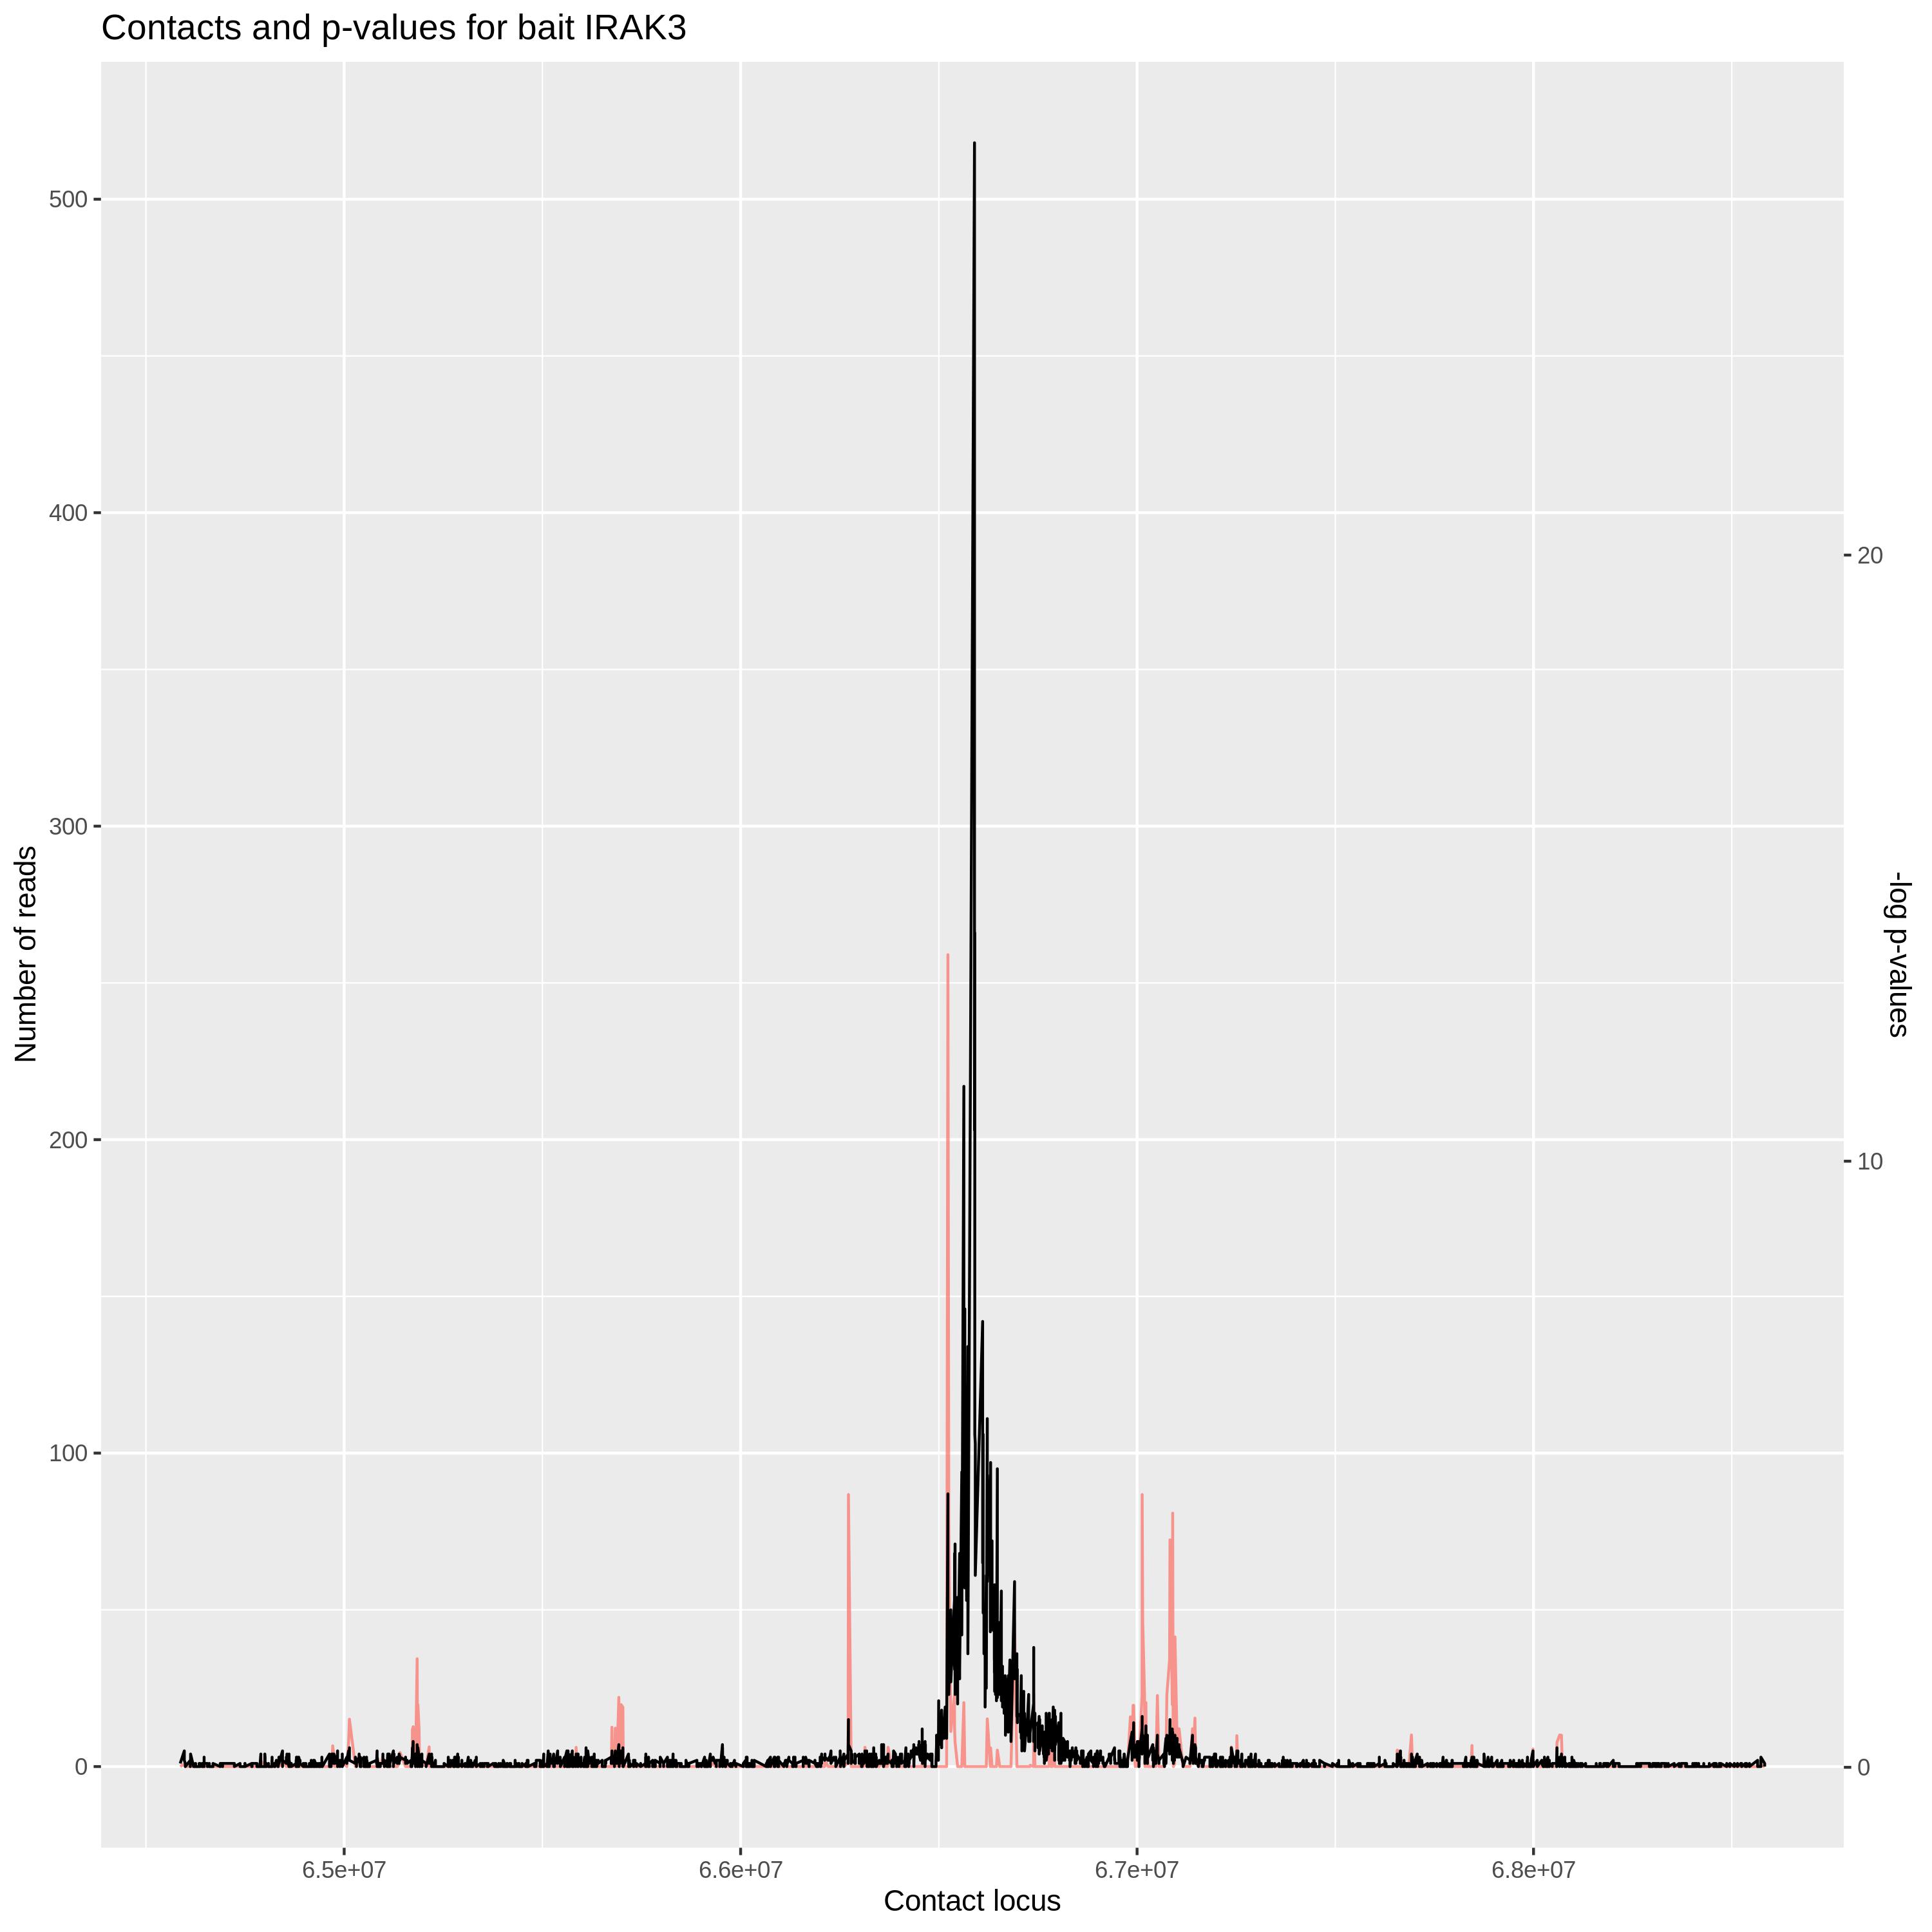 Contacts and p-values for bait IRAK3
Number of reads
500
400
300
200
100
0
20
10
0
-log p-values
6.5e+07
6.6e+07
6.7e+07
6.8e+07
Contact locus